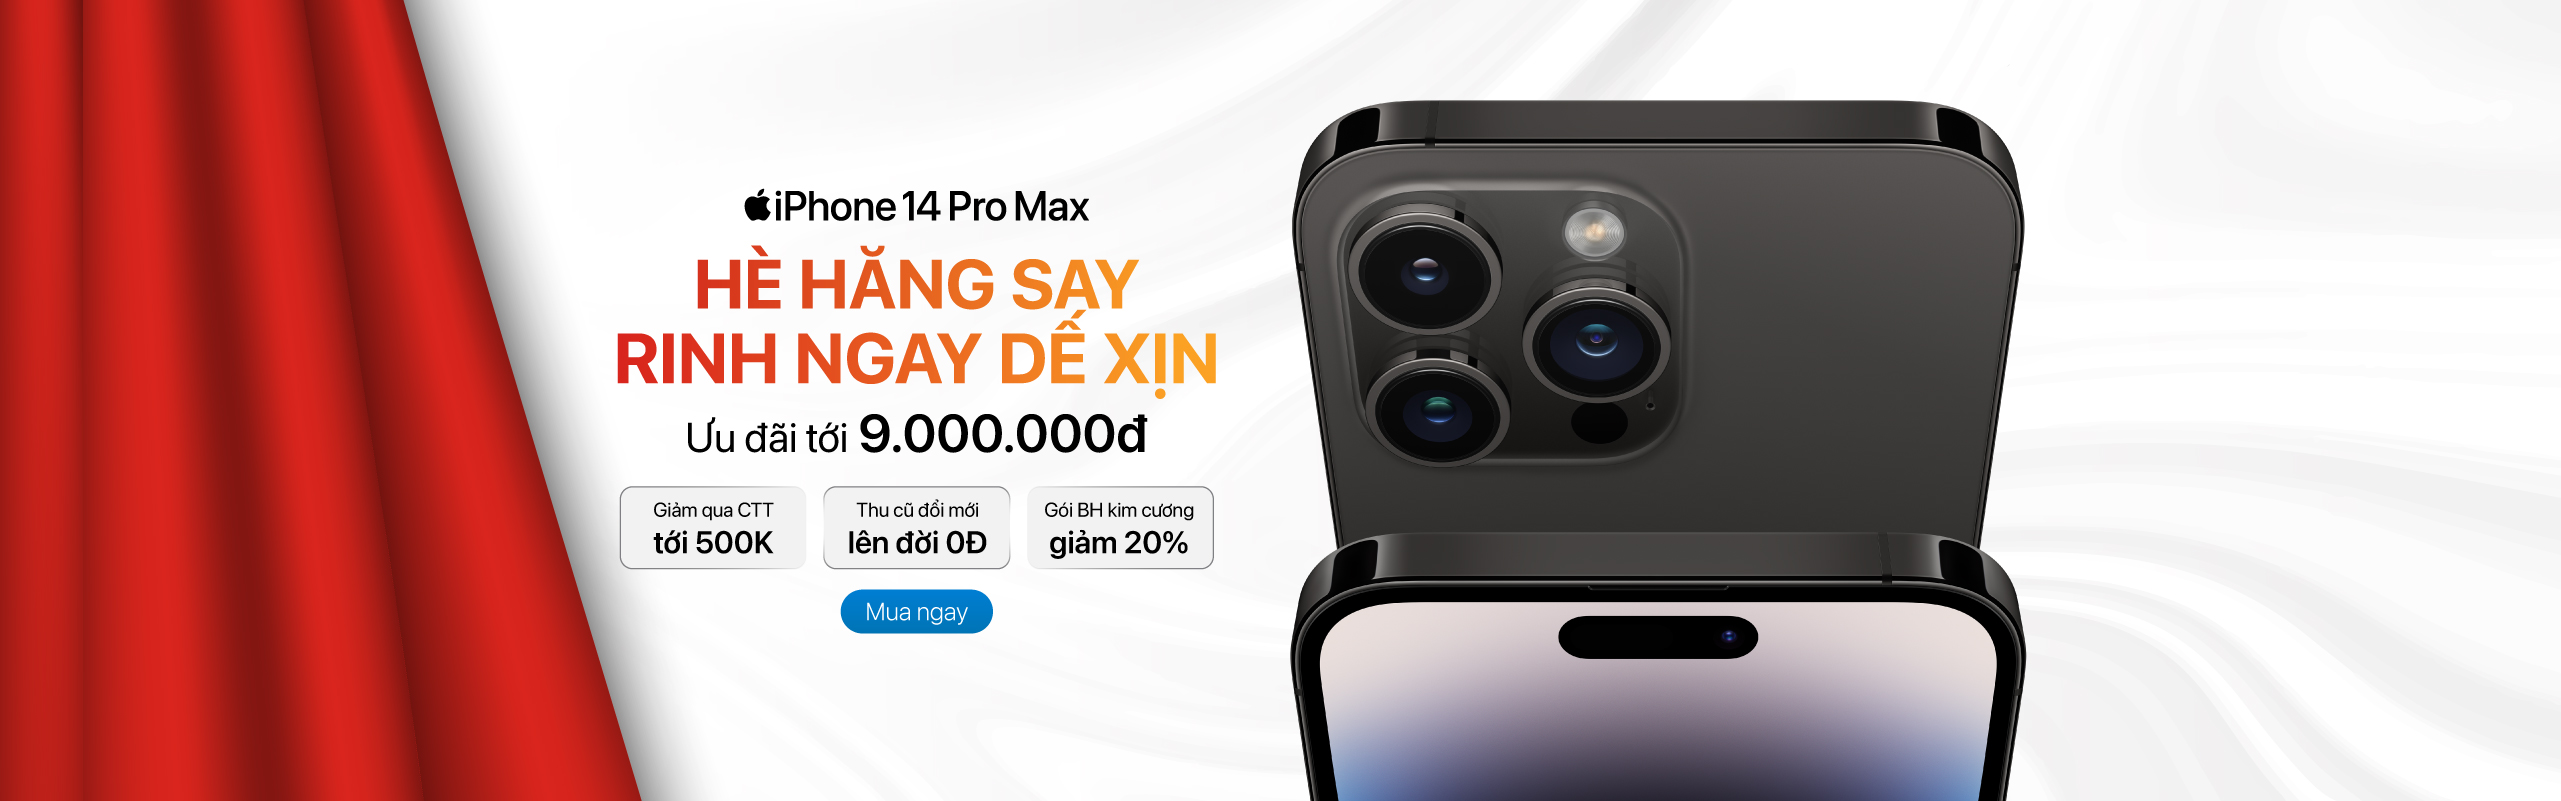 iPhone 14 Pro Max
HÈ HĂNG SAY
RINH NGAY DẾ XỊN
Ưu đãi tới 9.000.000đ
Giảm qua CTT
tới 500K
Thu cũ đổi mới
lên đời 0Đ
Gói BH kim cương
giảm 20%
Mua ngay